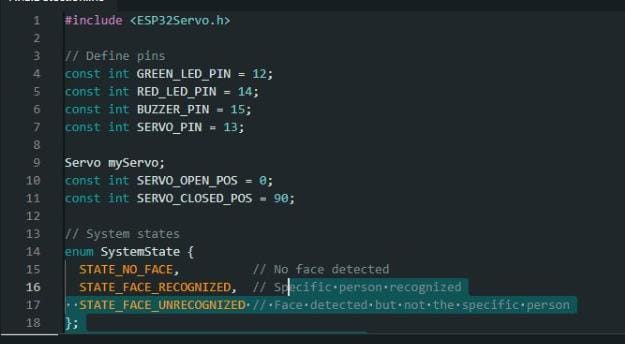 1 #include <ESP32Servo.h>
2
3 // Define pins
4 const int GREEN_LED_PIN = 12;
5 const int RED_LED_PIN = 14;
6 const int BUZZER_PIN = 15;
7 const int SERVO_PIN = 13;
8
9 Servo myServo;
10 const int SERVO_OPEN_POS = 0;
11 const int SERVO_CLOSED_POS = 90;
12
13 // System states
14 enum SystemState {
15 STATE_NO_FACE, // No face detected
16 STATE_FACE_RECOGNIZED, // Specific person recognized
17 STATE_FACE_UNRECOGNIZED // Face detected but not the specific person
18 };